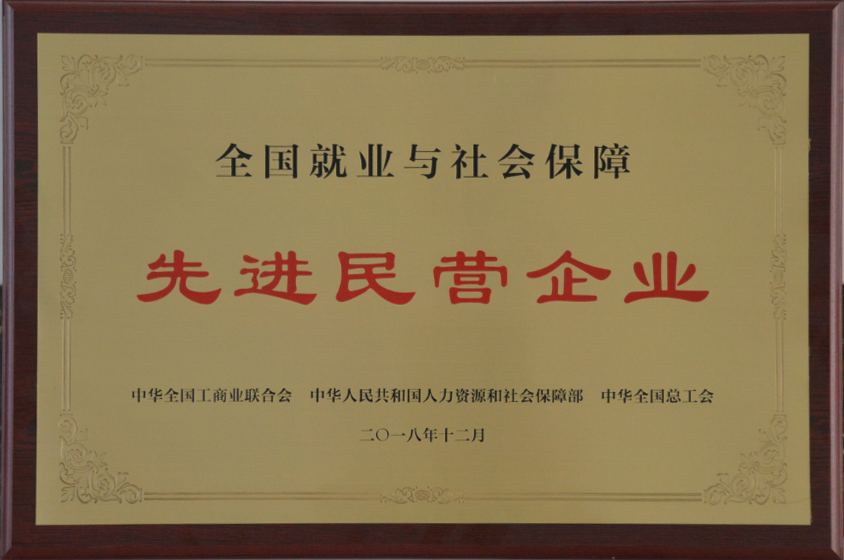 全国就业与社会保障
先进民营企业
中华全国工商业联合会 中华人民共和国人力资源和社会保障部 中华全国总工会
二〇一八年十二月